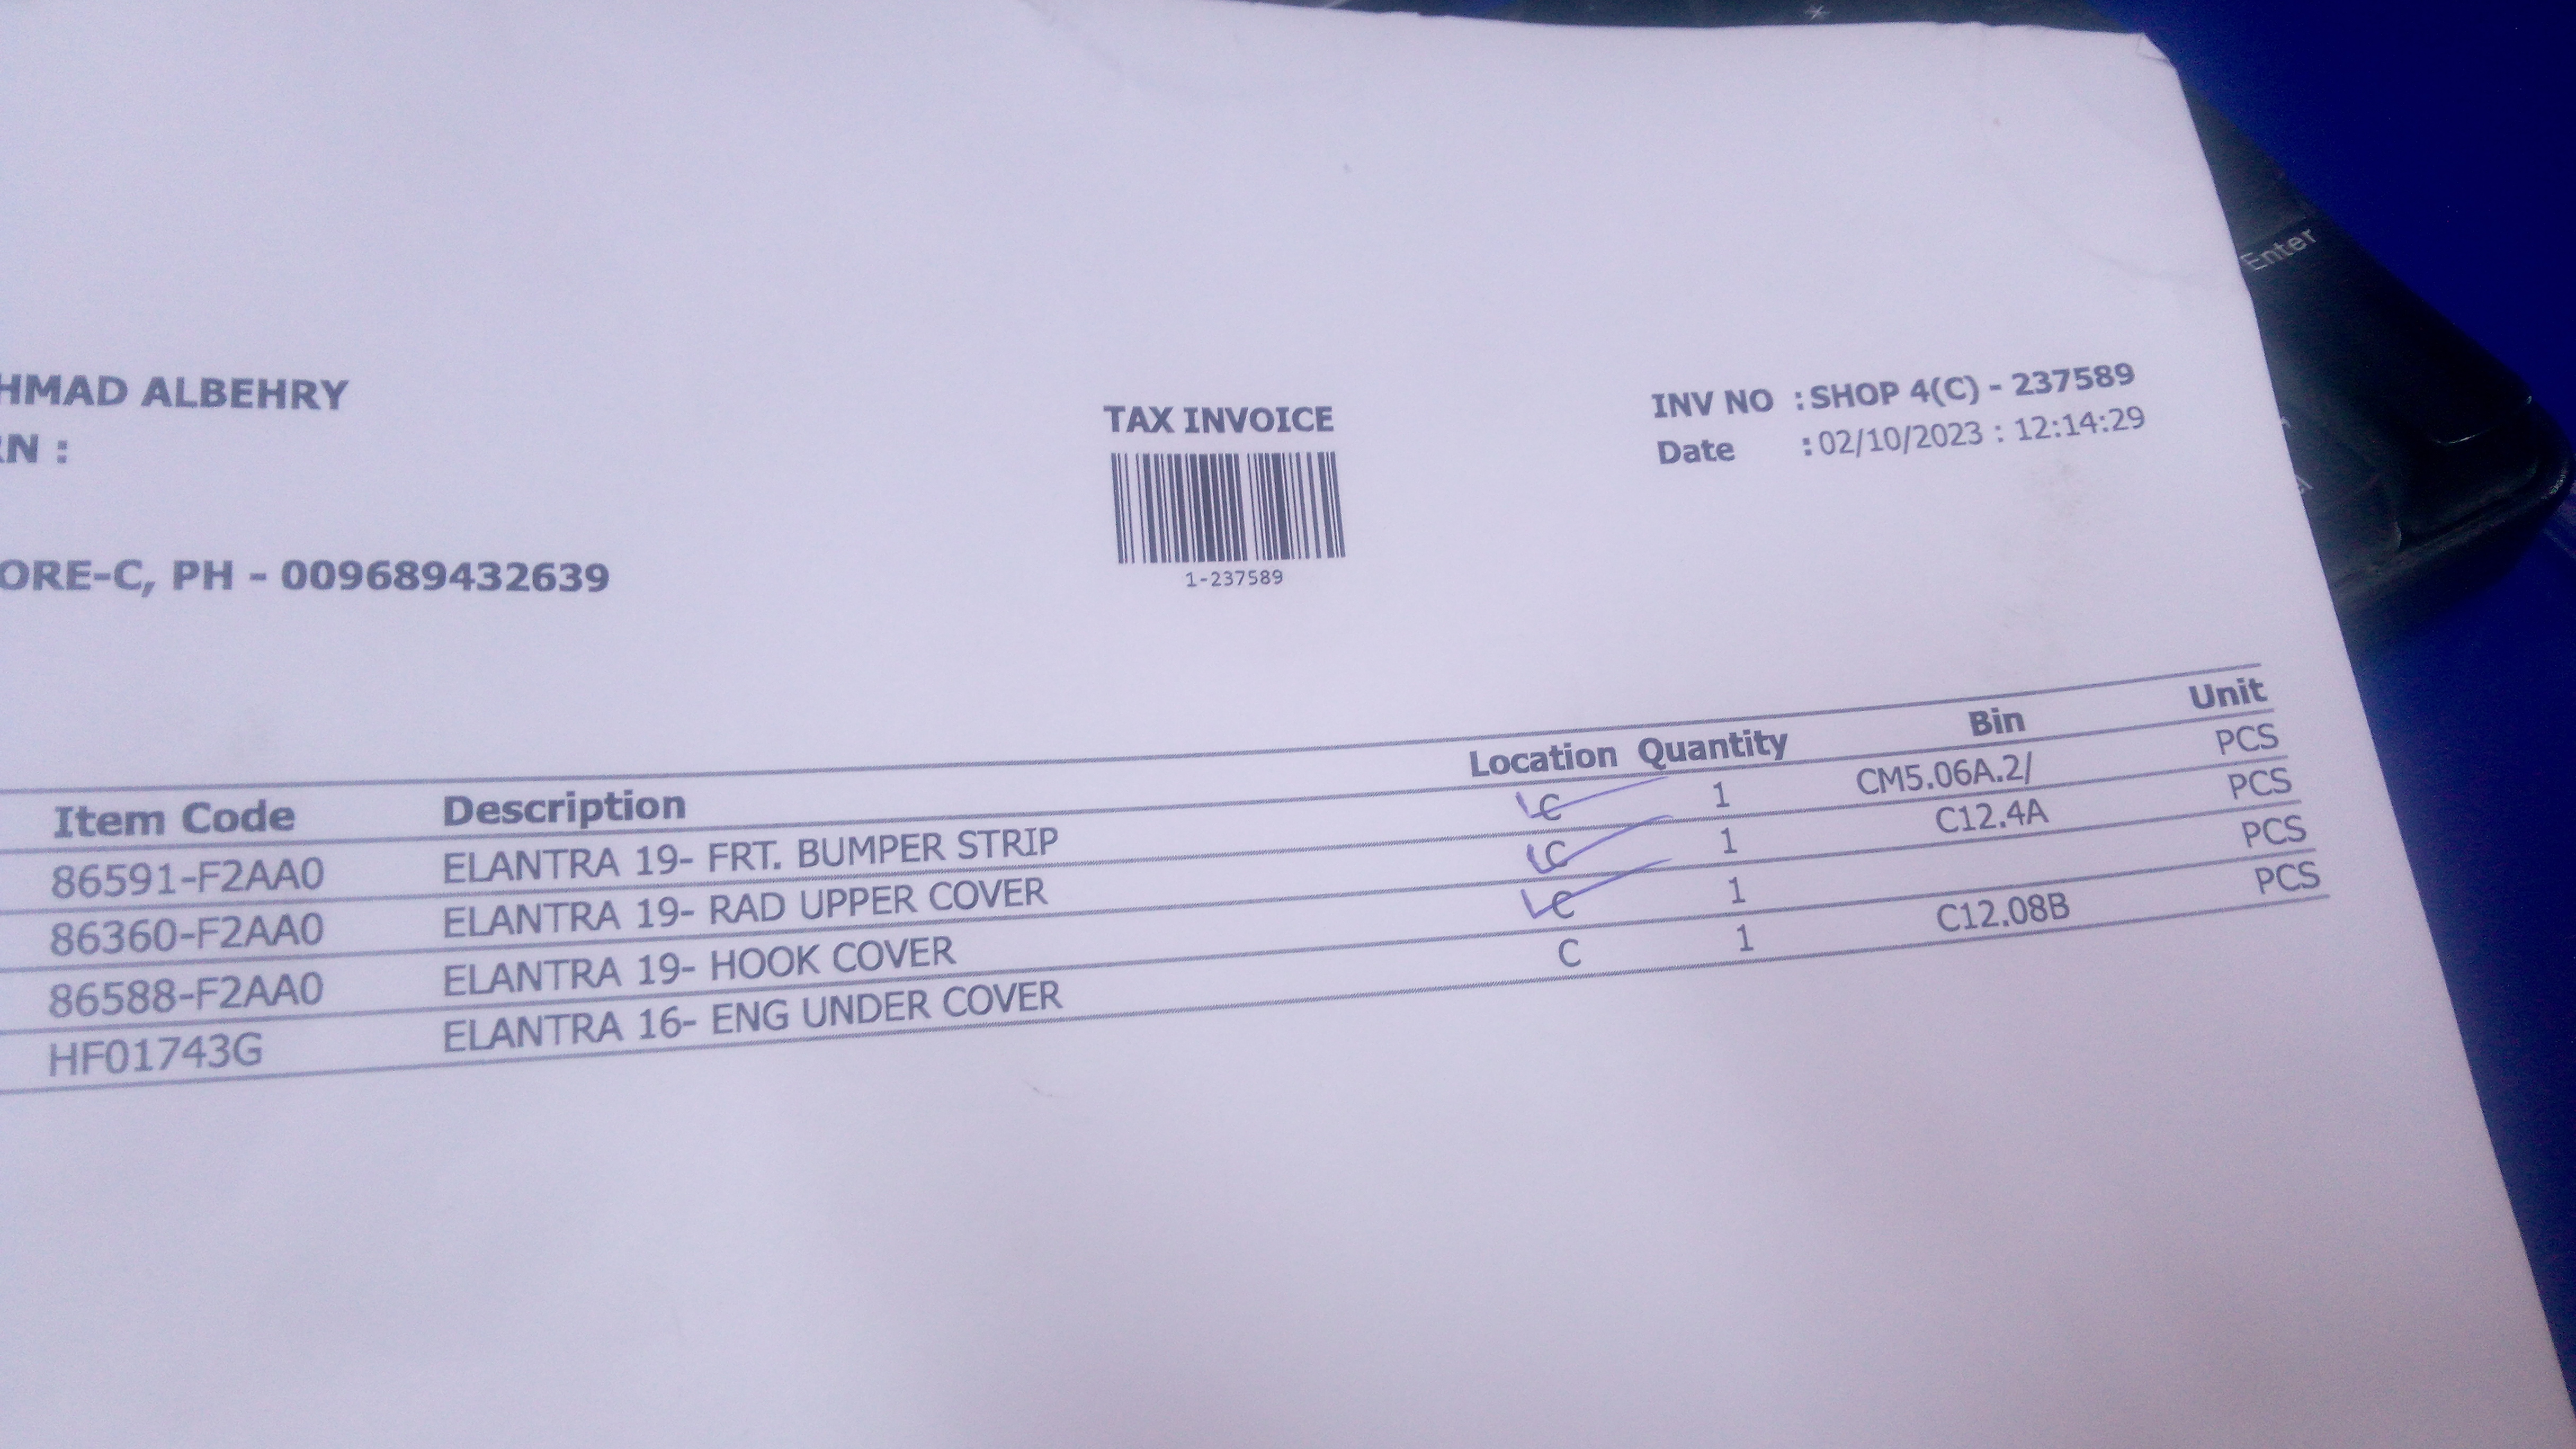 HMAD ALBEHRY
RN :
ORE-C, PH - 009689432639
TAX INVOICE
1-237589
INV NO : SHOP 4(C) - 237589
Date : 02/10/2023 : 12:14:29
Item Code Description Location Quantity Bin Unit
86591-F2AA0 ELANTRA 19- FRT. BUMPER STRIP C 1 CM5.06A.2/ PCS
86360-F2AA0 ELANTRA 19- RAD UPPER COVER C 1 C12.4A PCS
86588-F2AA0 ELANTRA 19- HOOK COVER C 1 PCS
HF01743G ELANTRA 16- ENG UNDER COVER C 1 C12.08B PCS
Enter
*